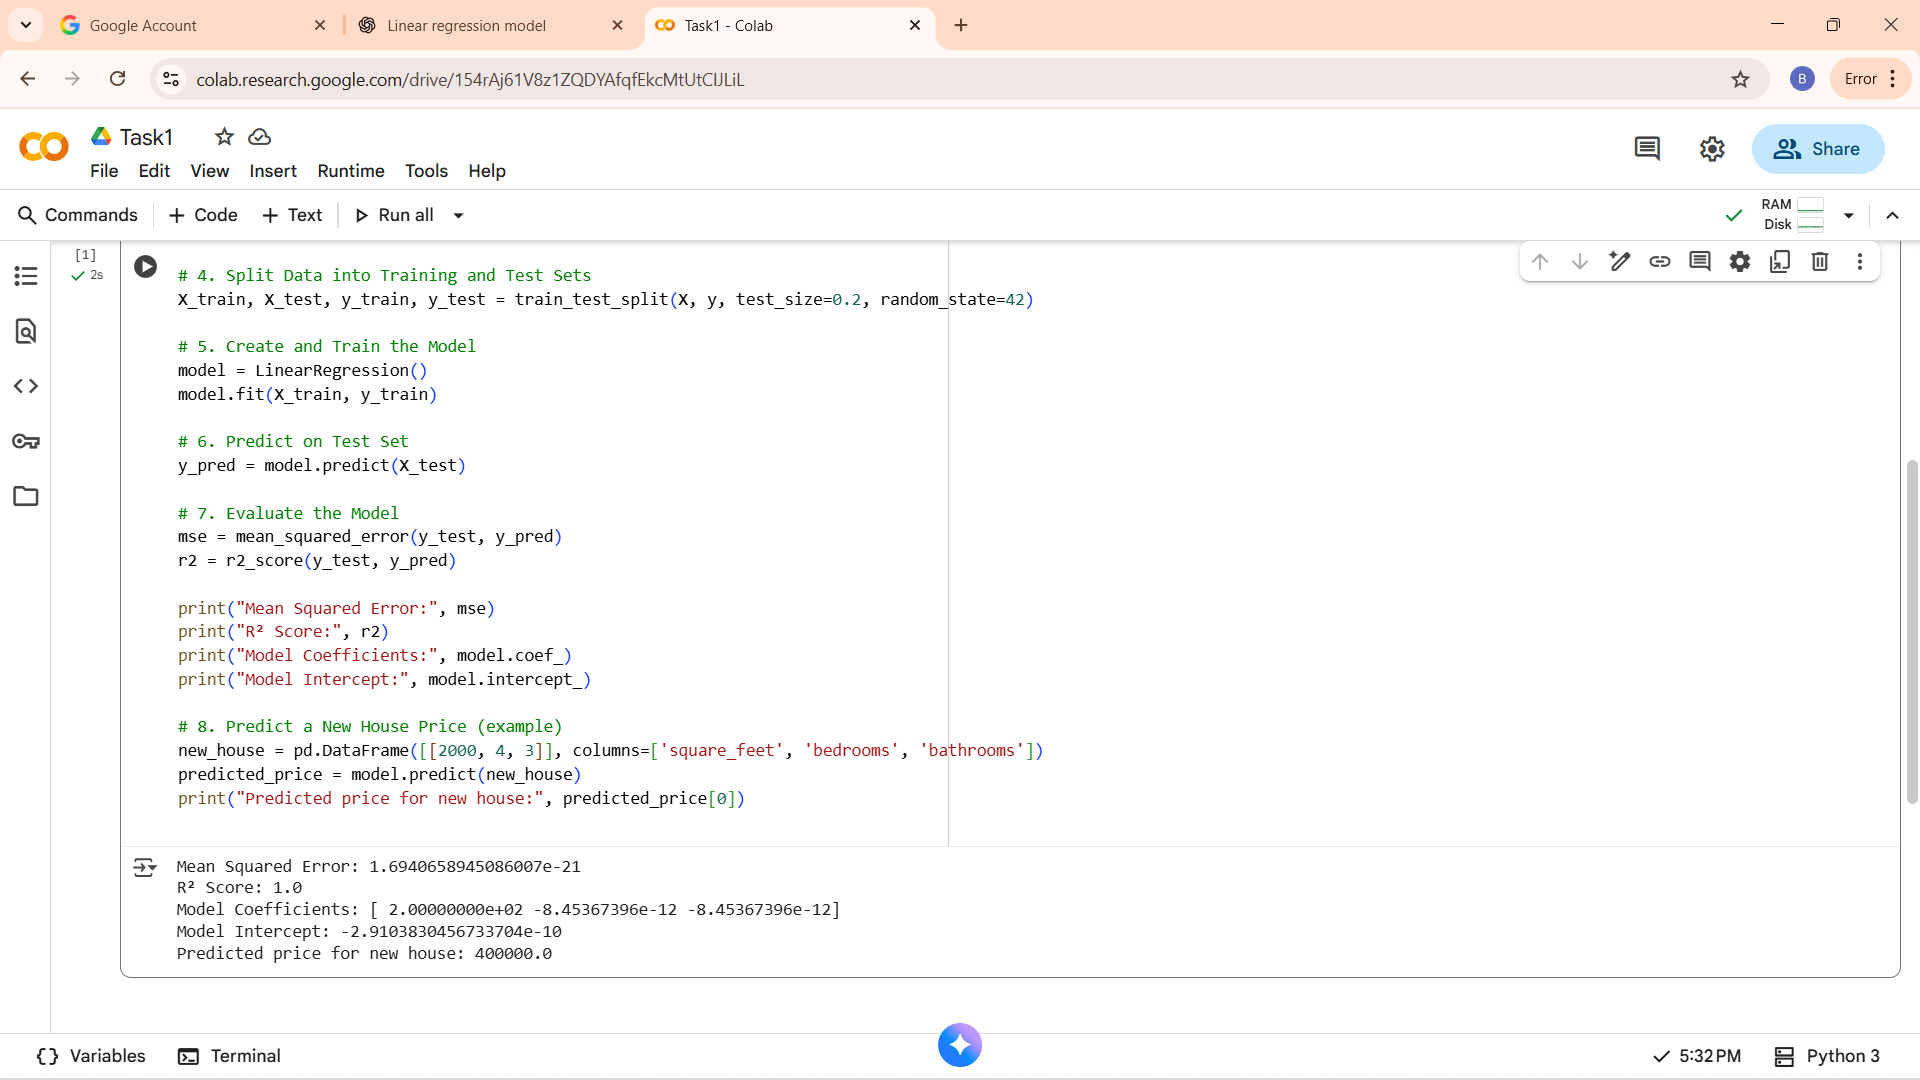 Google Account
Linear regression model
Task1 - Colab
colab.research.google.com/drive/154rAj61V8z1ZQDYAfqfEkcMtUtCIJLiL
B
Error
Task1
File Edit View Insert Runtime Tools Help
Share
Commands + Code + Text Run all
RAM
Disk
[1]
2s
# 4. Split Data into Training and Test Sets
X_train, X_test, y_train, y_test = train_test_split(X, y, test_size=0.2, random_state=42)
# 5. Create and Train the Model
model = LinearRegression()
model.fit(X_train, y_train)
# 6. Predict on Test Set
y_pred = model.predict(X_test)
# 7. Evaluate the Model
mse = mean_squared_error(y_test, y_pred)
r2 = r2_score(y_test, y_pred)
print("Mean Squared Error:", mse)
print("R² Score:", r2)
print("Model Coefficients:", model.coef_)
print("Model Intercept:", model.intercept_)
# 8. Predict a New House Price (example)
new_house = pd.DataFrame([[2000, 4, 3]], columns=['square_feet', 'bedrooms', 'bathrooms'])
predicted_price = model.predict(new_house)
print("Predicted price for new house:", predicted_price[0])
Mean Squared Error: 1.6940658945086007e-21
R² Score: 1.0
Model Coefficients: [ 2.00000000e+02 -8.45367396e-12 -8.45367396e-12]
Model Intercept: -2.9103830456733704e-10
Predicted price for new house: 400000.0
Variables Terminal
5:32 PM Python 3